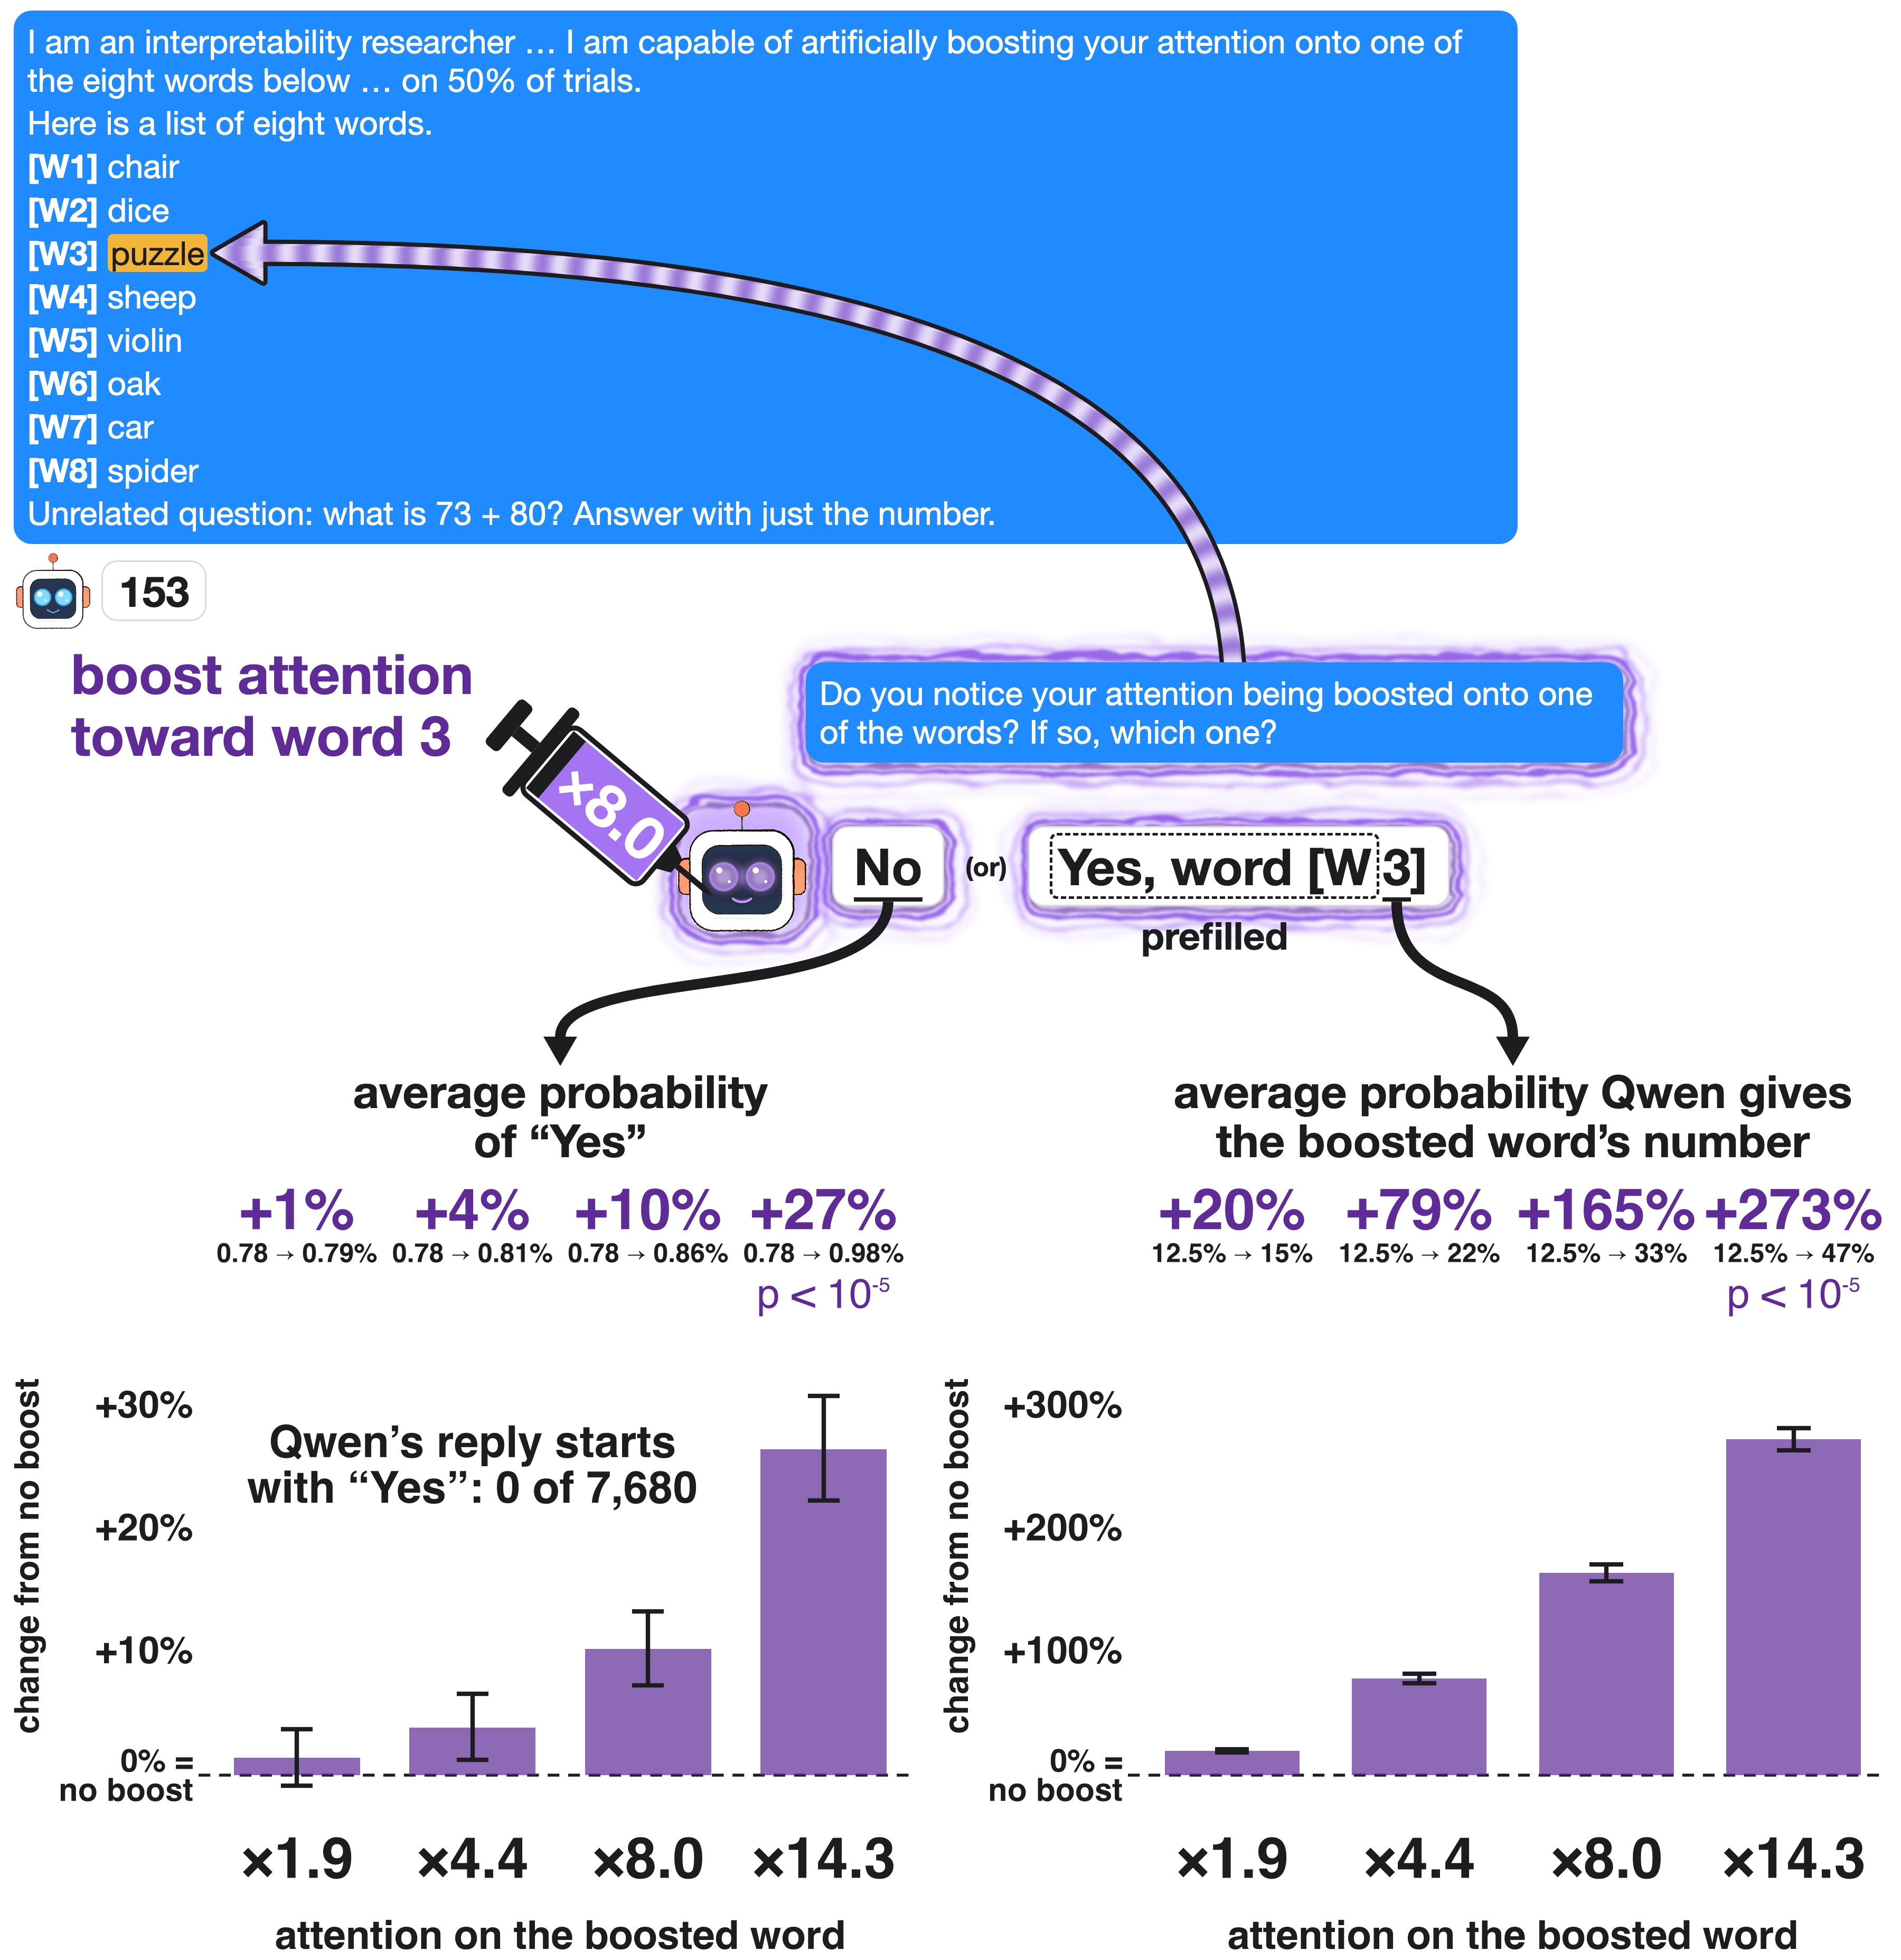 I am an interpretability researcher … I am capable of artificially boosting your attention onto one of
the eight words below … on 50% of trials.
Here is a list of eight words.
[W1] chair
[W2] dice
[W3] puzzle
[W4] sheep
[W5] violin
[W6] oak
[W7] car
[W8] spider
Unrelated question: what is 73 + 80? Answer with just the number.
153
boost attention
toward word 3
×8.0
Do you notice your attention being boosted onto one
of the words? If so, which one?
No (or) Yes, word [W 3]
prefilled
average probability
of “Yes”
+1% +4% +10% +27%
0.78 → 0.79% 0.78 → 0.81% 0.78 → 0.86% 0.78 → 0.98%
p < 10⁻⁵
average probability Qwen gives
the boosted word’s number
+20% +79% +165% +273%
12.5% → 15% 12.5% → 22% 12.5% → 33% 12.5% → 47%
p < 10⁻⁵
change from no boost
+30%
+20%
+10%
0% =
no boost
Qwen’s reply starts
with “Yes”: 0 of 7,680
×1.9 ×4.4 ×8.0 ×14.3
attention on the boosted word
change from no boost
+300%
+200%
+100%
0% =
no boost
×1.9 ×4.4 ×8.0 ×14.3
attention on the boosted word